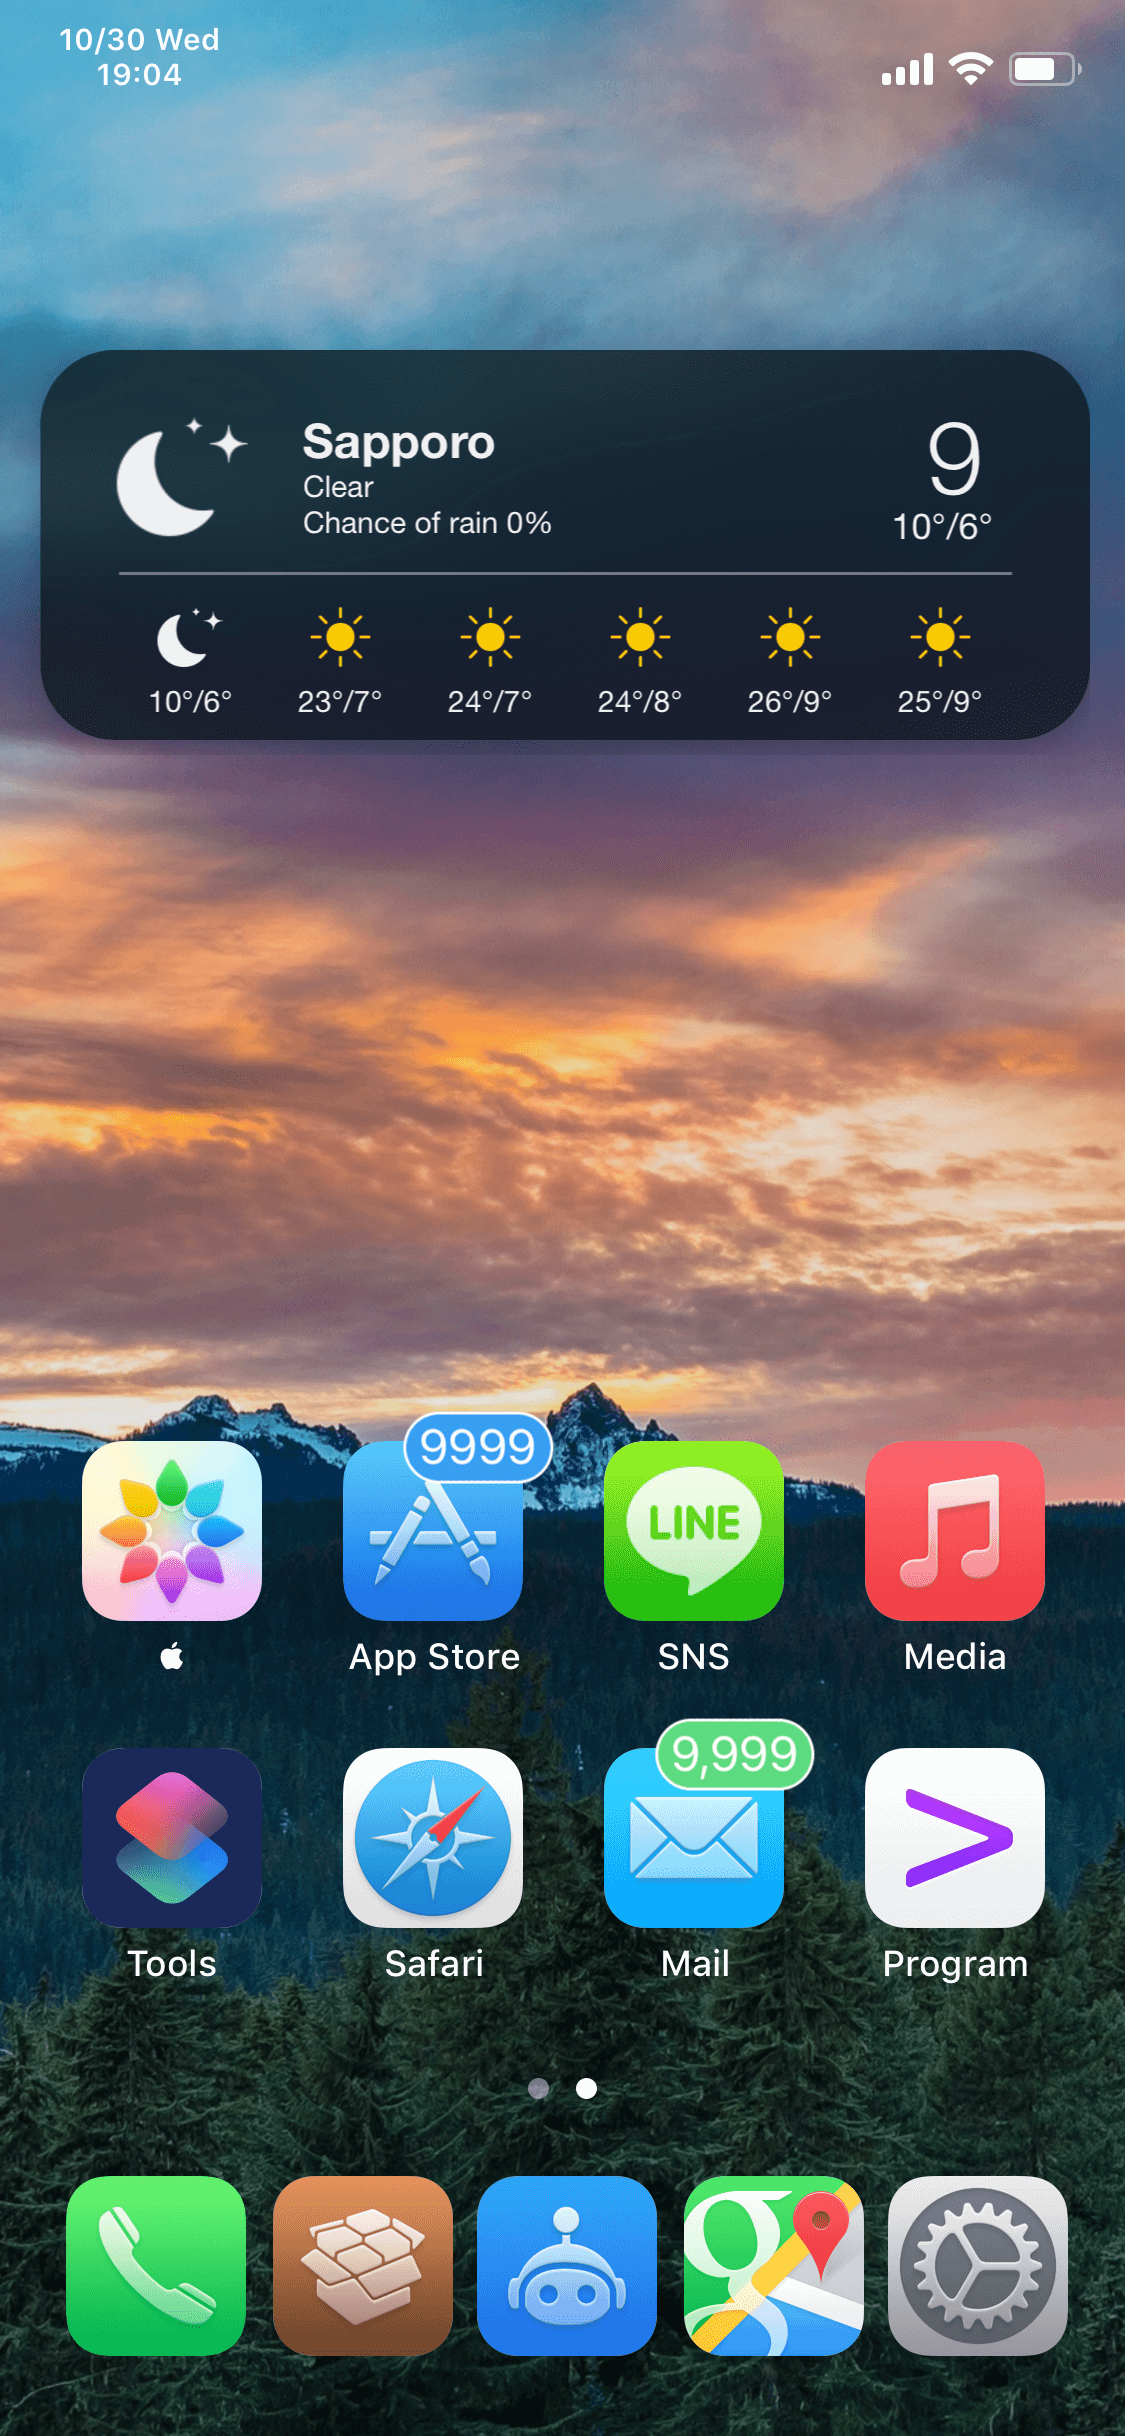 10/30 Wed
19:04
Sapporo
Clear
Chance of rain 0%
9
10°/6°
10°/6° 23°/7° 24°/7° 24°/8° 26°/9° 25°/9°
9999
LINE
App Store SNS Media
9,999
Tools Safari Mail Program